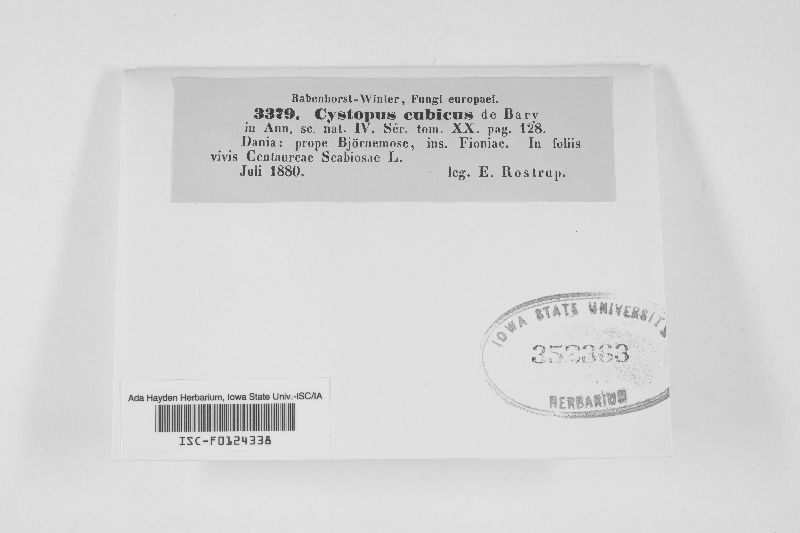 Rabenhorst-Winter, Fungi europaei.
3379. Cystopus cubicus de Bary
in Ann. sc. nat. IV. Sér. tom. XX. pag. 128.
Dania: prope Björnemose, ins. Fioniae. In foliis
vivis Centaureae Scabiosae L.
Juli 1880. leg. E. Rostrup.
IOWA STATE UNIVERSITY
352363
HERBARIUM
Ada Hayden Herbarium, Iowa State Univ.-ISC/IA
ISC-F0124338